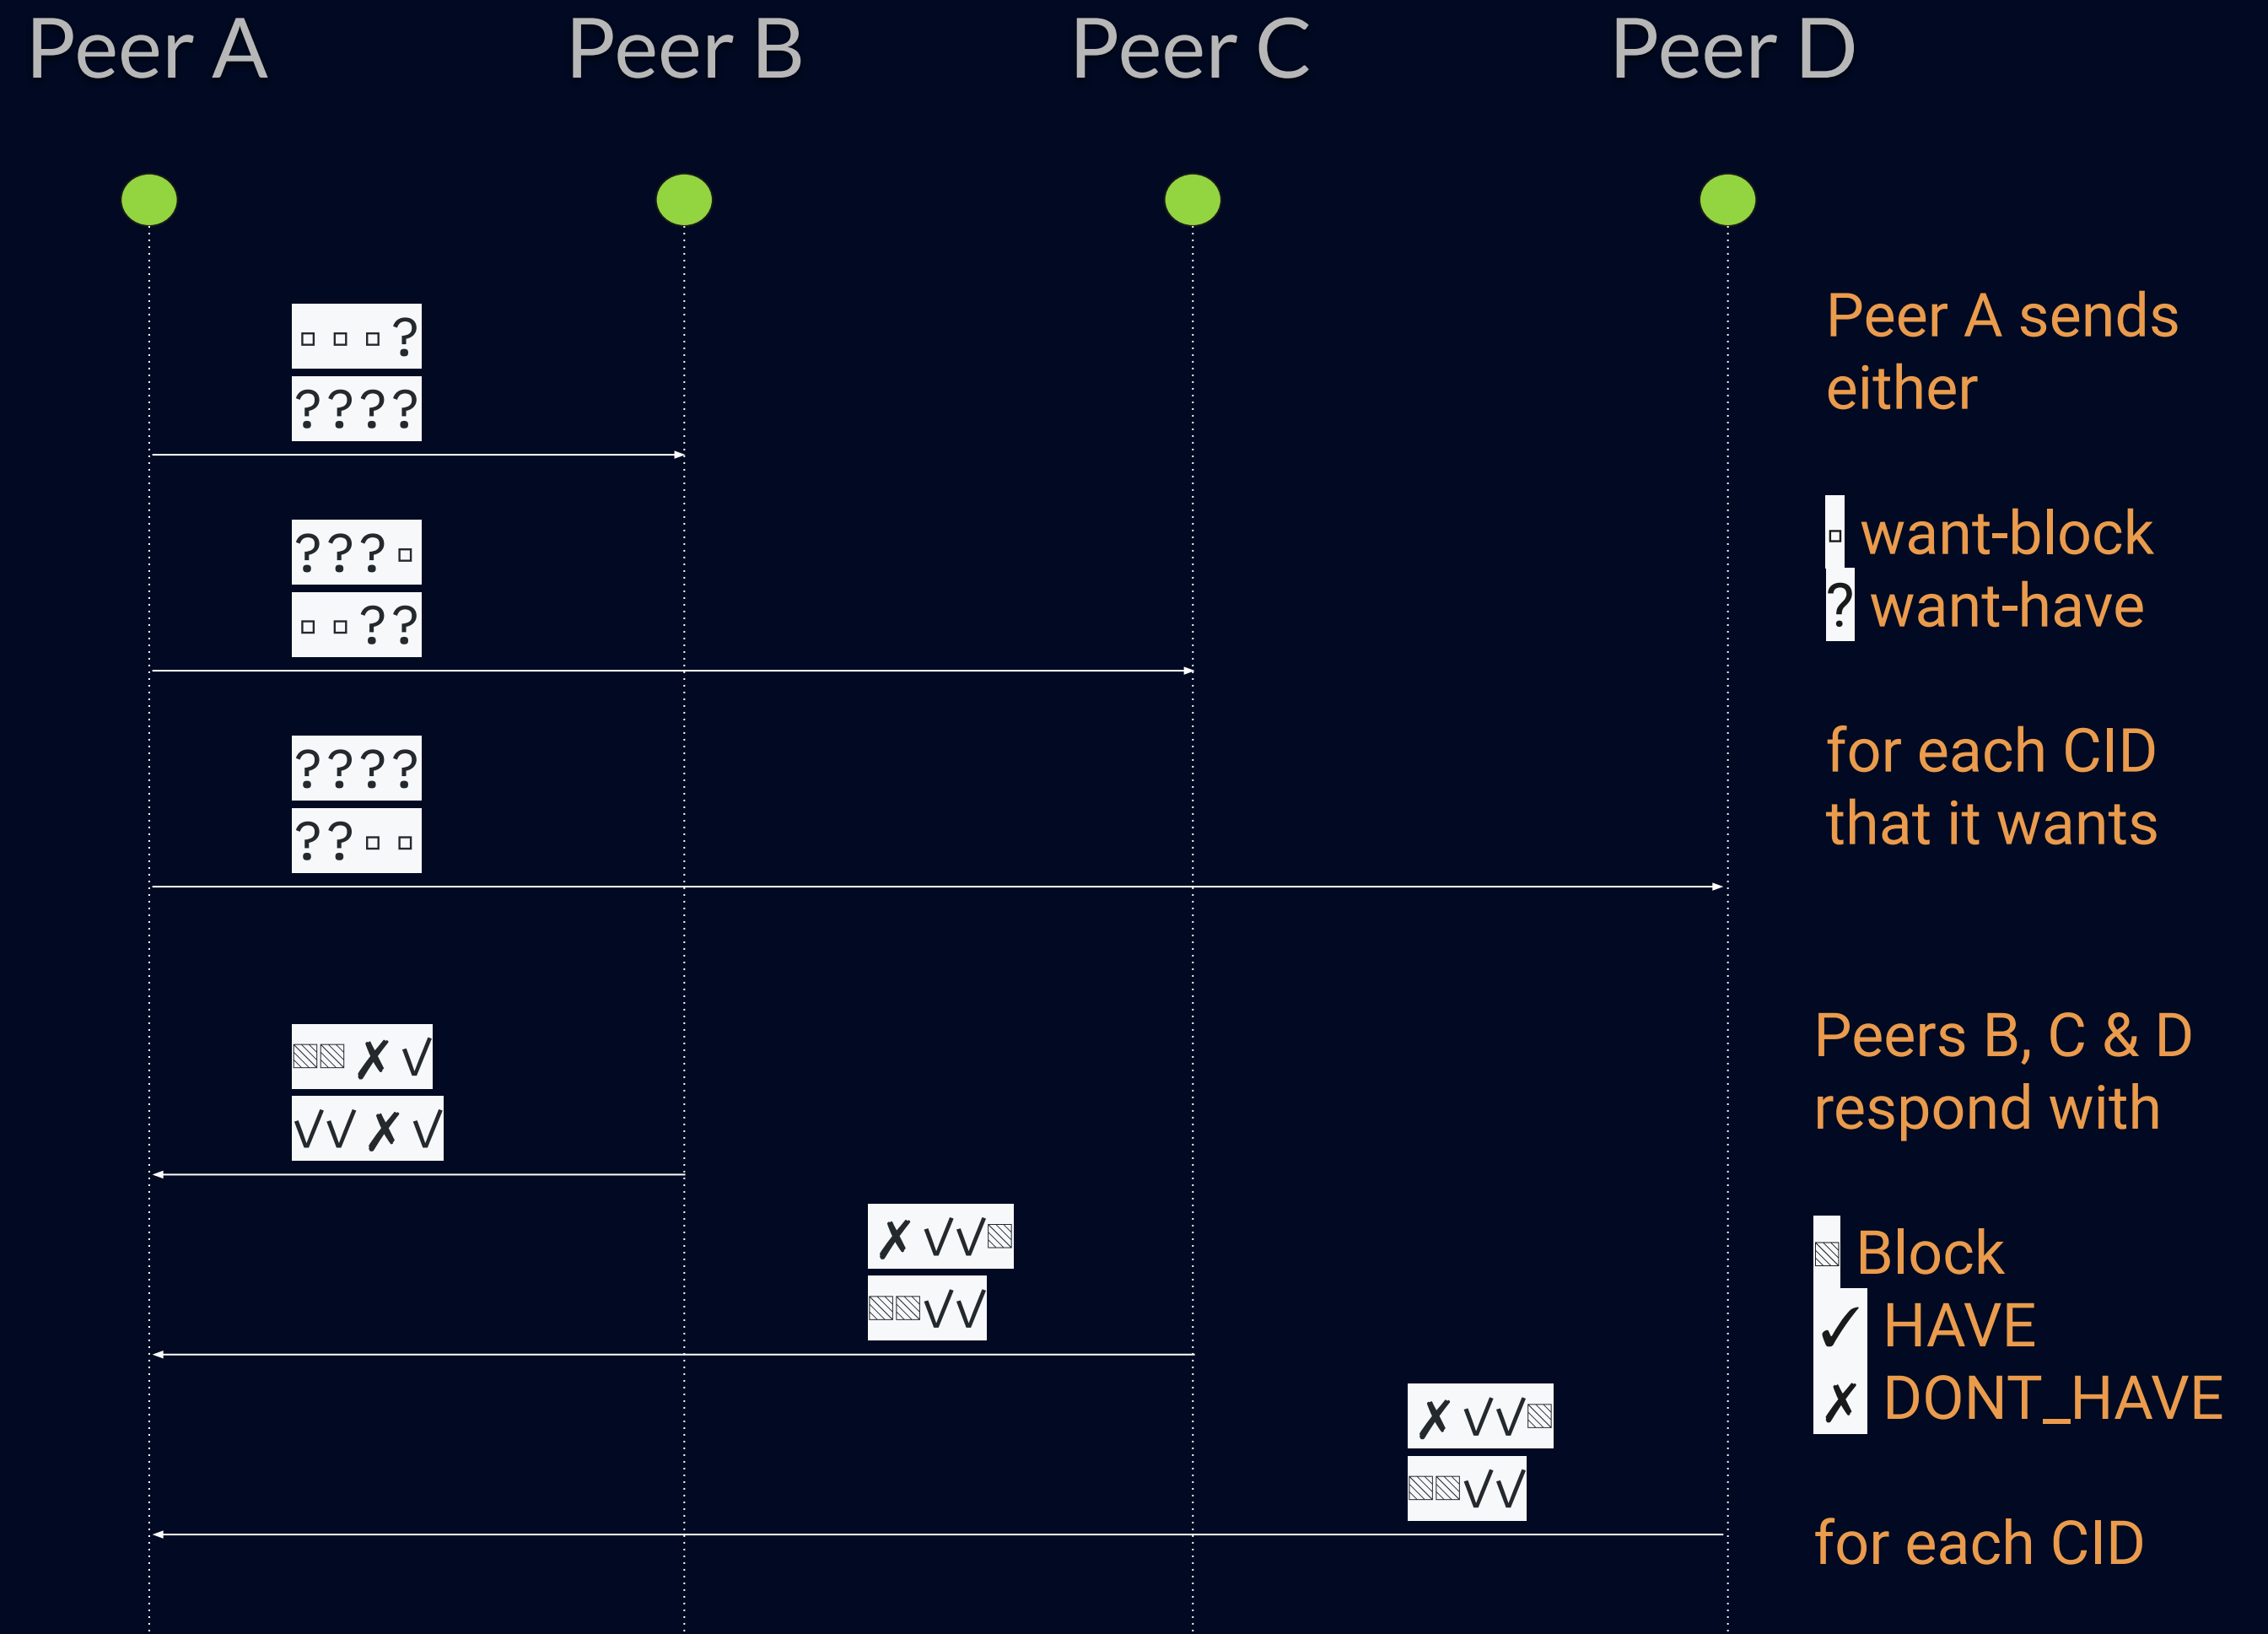 Peer A Peer B Peer C Peer D
▫▫▫?
????
???▫
▫▫??
????
??▫▫
▨▨✗√
√√✗√
✗√√▨
▨▨√√
✗√√▨
▨▨√√
Peer A sends
either
▫ want-block
? want-have
for each CID
that it wants
Peers B, C & D
respond with
▨ Block
✓ HAVE
✗ DONT_HAVE
for each CID